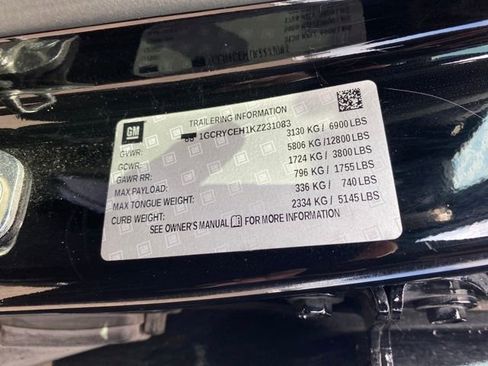 GM
TRAILERING INFORMATION
1GCRYCEH1KZ231083
GVWR: 3130 KG / 6900 LBS
GCWR: 5806 KG / 12800 LBS
GAWR RR: 1724 KG / 3800 LBS
MAX PAYLOAD: 796 KG / 1755 LBS
MAX TONGUE WEIGHT: 336 KG / 740 LBS
CURB WEIGHT: 2334 KG / 5145 LBS
SEE OWNER'S MANUAL FOR MORE INFORMATION